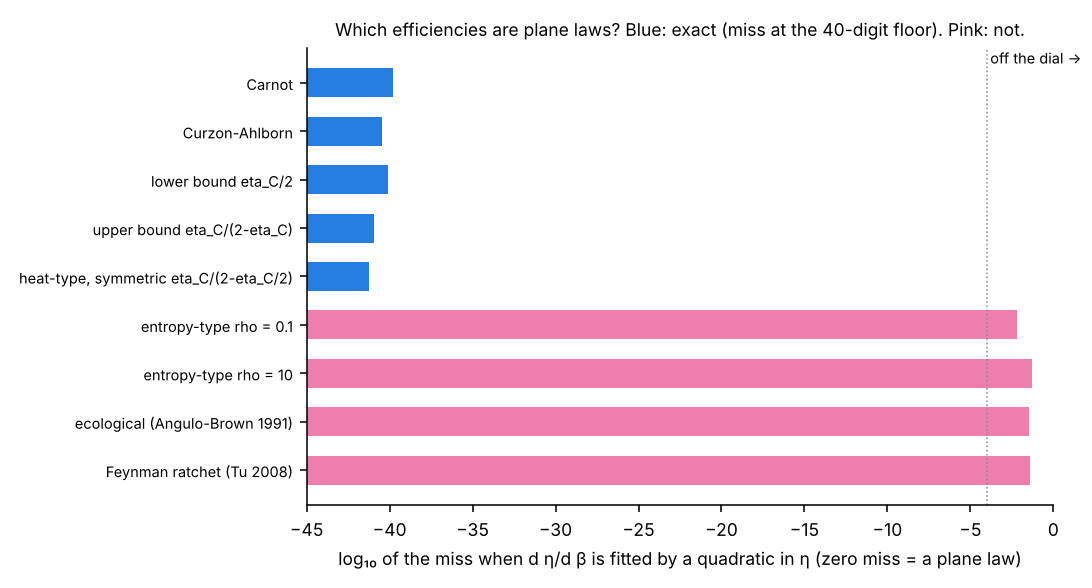 Which efficiencies are plane laws? Blue: exact (miss at the 40-digit floor). Pink: not.
off the dial →
Carnot
Curzon-Ahlborn
lower bound eta_C/2
upper bound eta_C/(2-eta_C)
heat-type, symmetric eta_C/(2-eta_C/2)
entropy-type rho = 0.1
entropy-type rho = 10
ecological (Angulo-Brown 1991)
Feynman ratchet (Tu 2008)
−45 −40 −35 −30 −25 −20 −15 −10 −5 0
log₁₀ of the miss when d η/d β is fitted by a quadratic in η (zero miss = a plane law)